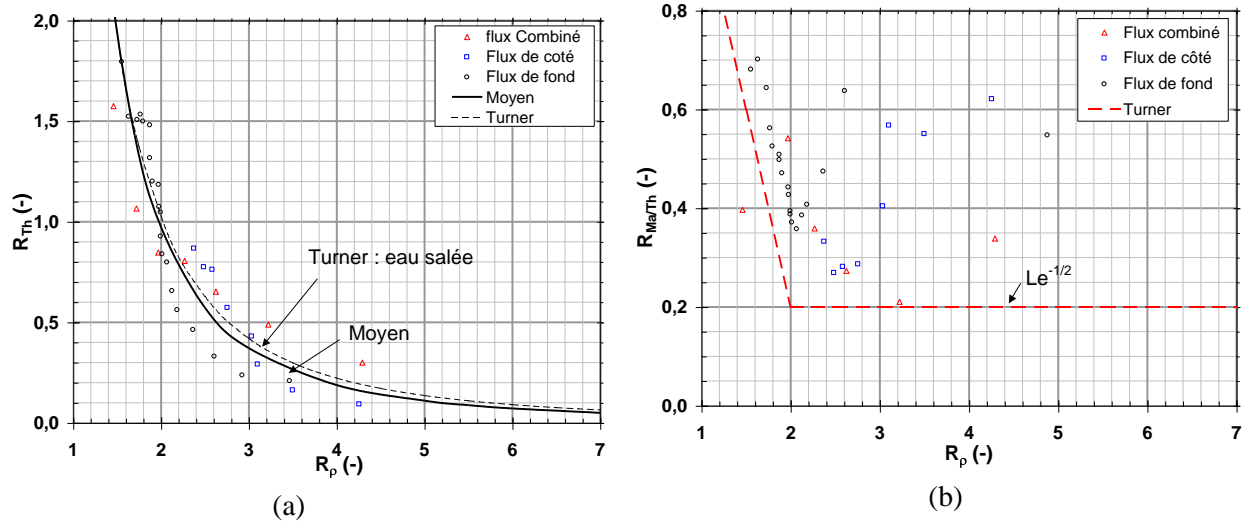 2,0
1,5
1,0
0,5
0,0
R_Th (-)
1 2 3 4 5 6 7
R_ρ (-)
flux Combiné
Flux de coté
Flux de fond
Moyen
Turner
Turner : eau salée
Moyen
(a)
0,8
0,6
0,4
0,2
0,0
R_Ma/Th (-)
1 2 3 4 5 6 7
R_ρ (-)
Flux combiné
Flux de côté
Flux de fond
Turner
Le^-1/2
(b)